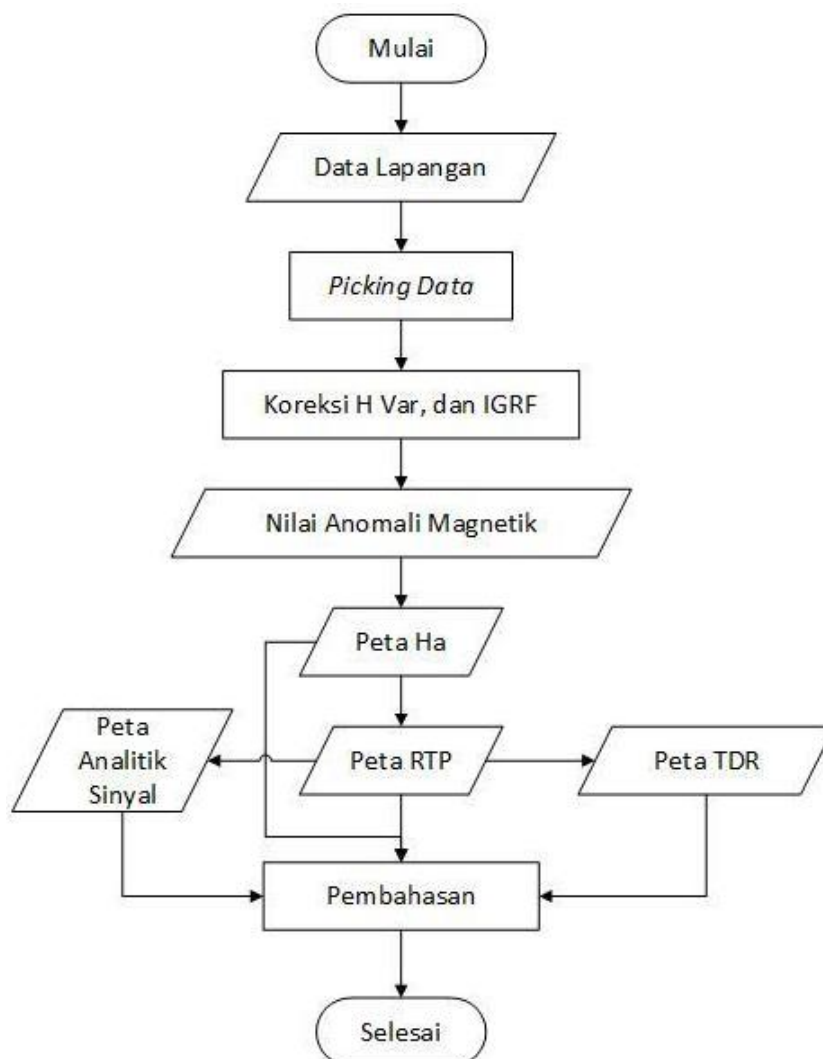 Mulai
Data Lapangan
Picking Data
Koreksi H Var, dan IGRF
Nilai Anomali Magnetik
Peta Ha
Peta
Analitik
Sinyal
Peta RTP
Peta TDR
Pembahasan
Selesai